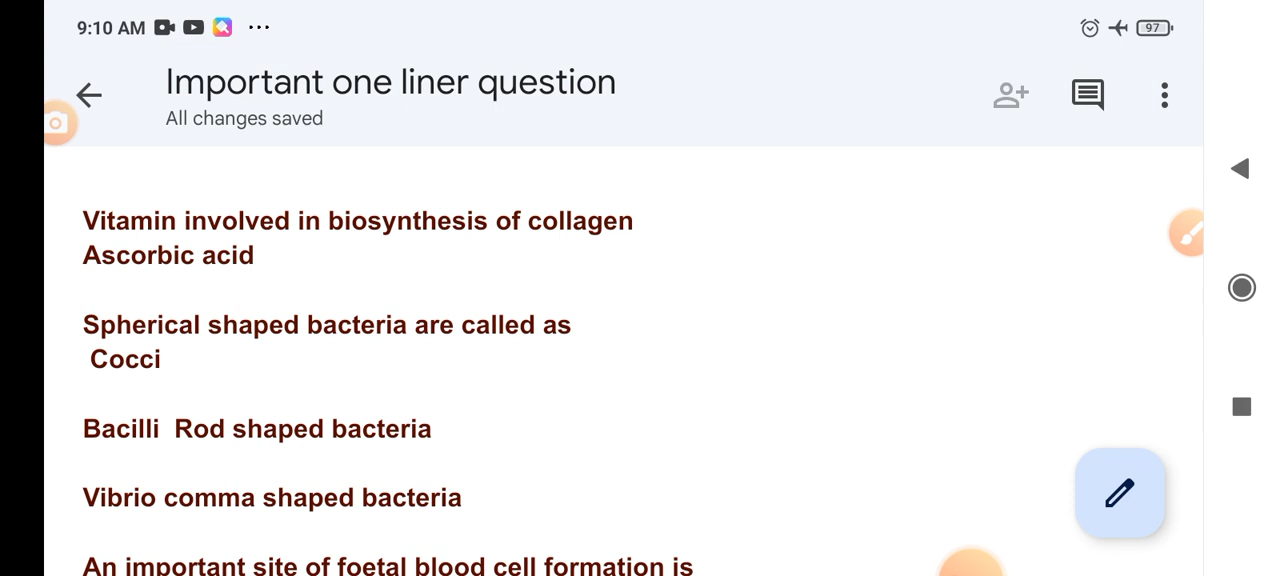 9:10 AM ... 97
Important one liner question
All changes saved
Vitamin involved in biosynthesis of collagen
Ascorbic acid
Spherical shaped bacteria are called as
Cocci
Bacilli  Rod shaped bacteria
Vibrio comma shaped bacteria
An important site of foetal blood cell formation is